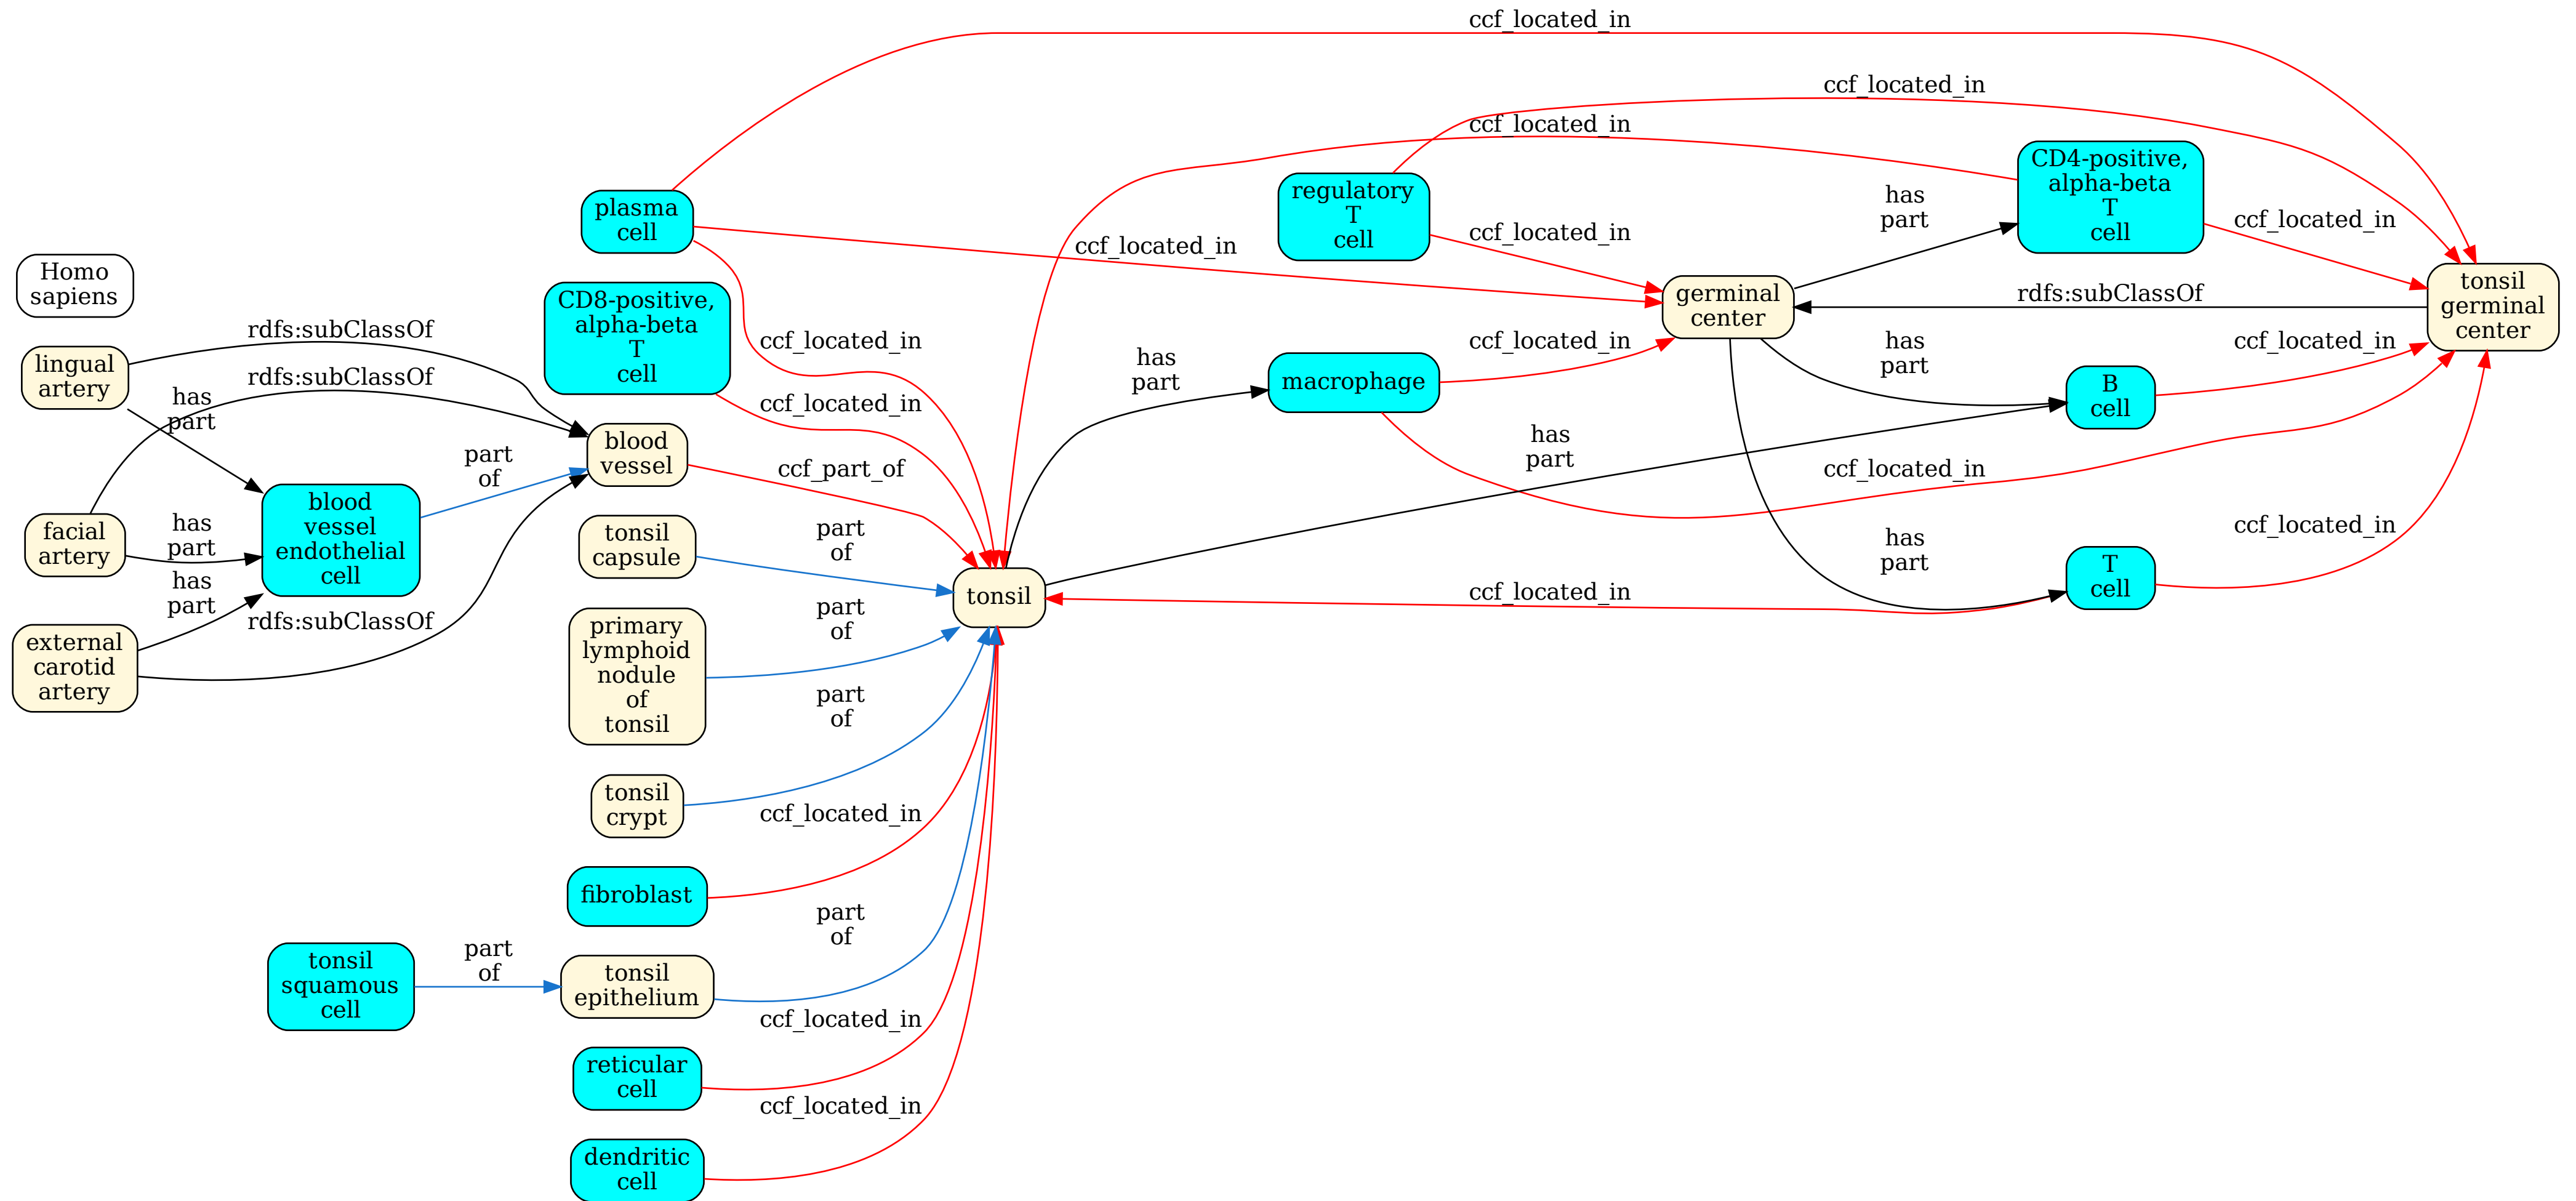 ccf_located_in
ccf_located_in
ccf_located_in
plasma
cell
regulatory
T
cell
CD4-positive,
alpha-beta
T
cell
has
part
ccf_located_in
ccf_located_in
ccf_located_in
Homo
sapiens
CD8-positive,
alpha-beta
T
cell
germinal
center
tonsil
germinal
center
rdfs:subClassOf
rdfs:subClassOf
ccf_located_in
has
part
ccf_located_in
has
part
ccf_located_in
lingual
artery
rdfs:subClassOf
has
part
ccf_located_in
macrophage
B
cell
blood
vessel
part
of
ccf_part_of
has
part
ccf_located_in
facial
artery
has
part
blood
vessel
endothelial
cell
tonsil
capsule
part
of
has
part
ccf_located_in
T
cell
has
part
tonsil
ccf_located_in
external
carotid
artery
rdfs:subClassOf
primary
lymphoid
nodule
of
tonsil
part
of
part
of
tonsil
crypt
ccf_located_in
fibroblast
part
of
tonsil
squamous
cell
part
of
tonsil
epithelium
ccf_located_in
reticular
cell
ccf_located_in
dendritic
cell